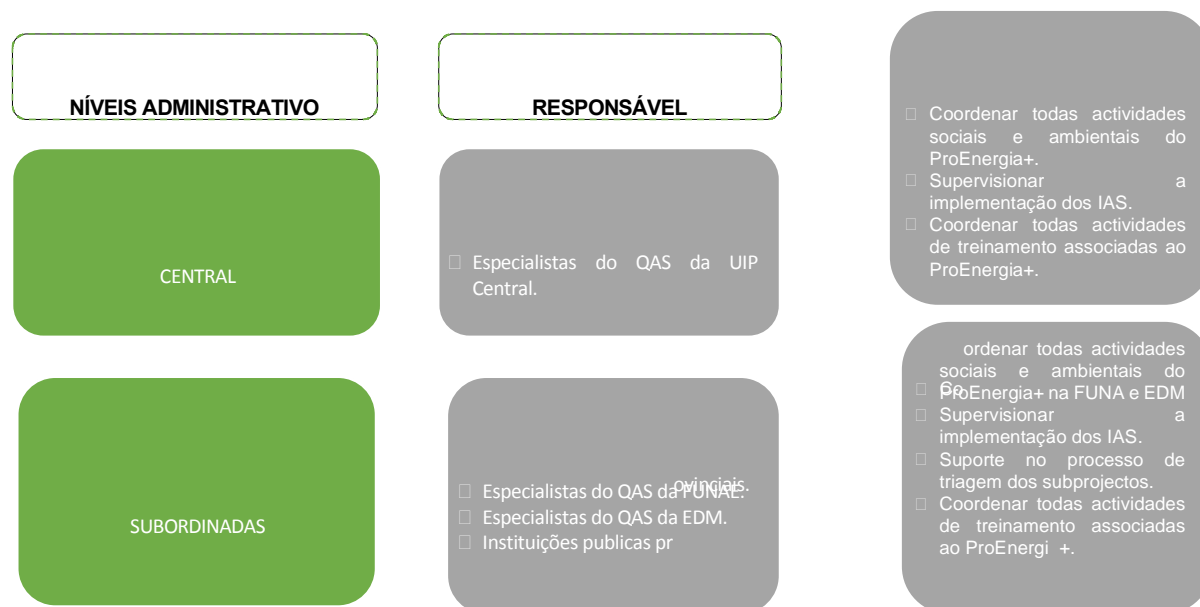 NÍVEIS ADMINISTRATIVO
RESPONSÁVEL
CENTRAL
Especialistas do QAS da UIP
Central.
Coordenar todas actividades
sociais e ambientais do
ProEnergia+.
Supervisionar a
implementação dos IAS.
Coordenar todas actividades
de treinamento associadas ao
ProEnergia+.
SUBORDINADAS
Especialistas do QAS da FUNAE.
Especialistas do QAS da EDM.
Instituições publicas pr
ovinciais.
Co
ordenar todas actividades
sociais e ambientais do
ProEnergia+ na FUNA e EDM
Supervisionar a
implementação dos IAS.
Suporte no processo de
triagem dos subprojectos.
Coordenar todas actividades
de treinamento associadas
ao ProEnergi +.